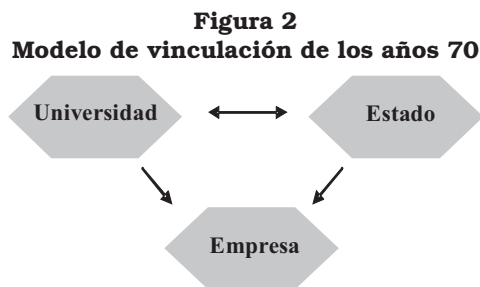 Figura 2
Modelo de vinculación de los años 70
Universidad
Estado
Empresa